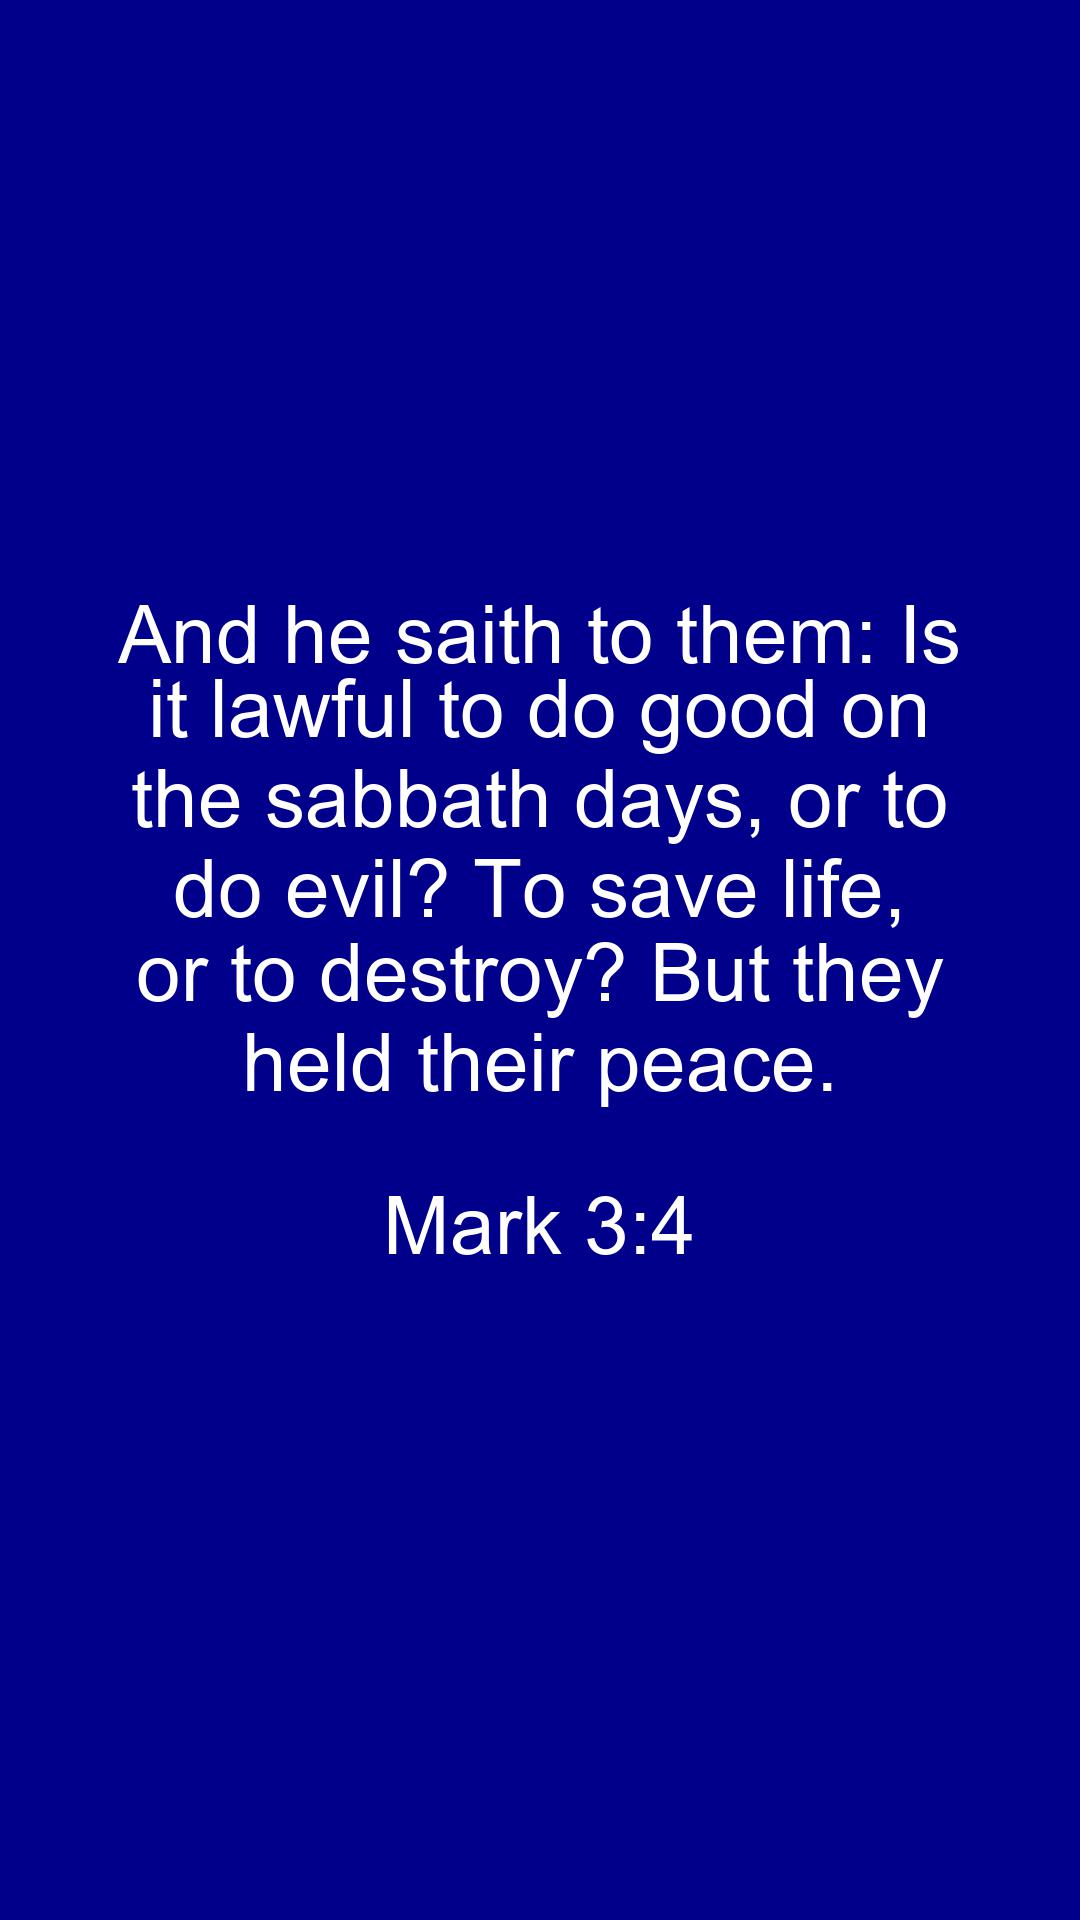 And he saith to them: Is
it lawful to do good on
the sabbath days, or to
do evil? To save life,
or to destroy? But they
held their peace.
Mark 3:4